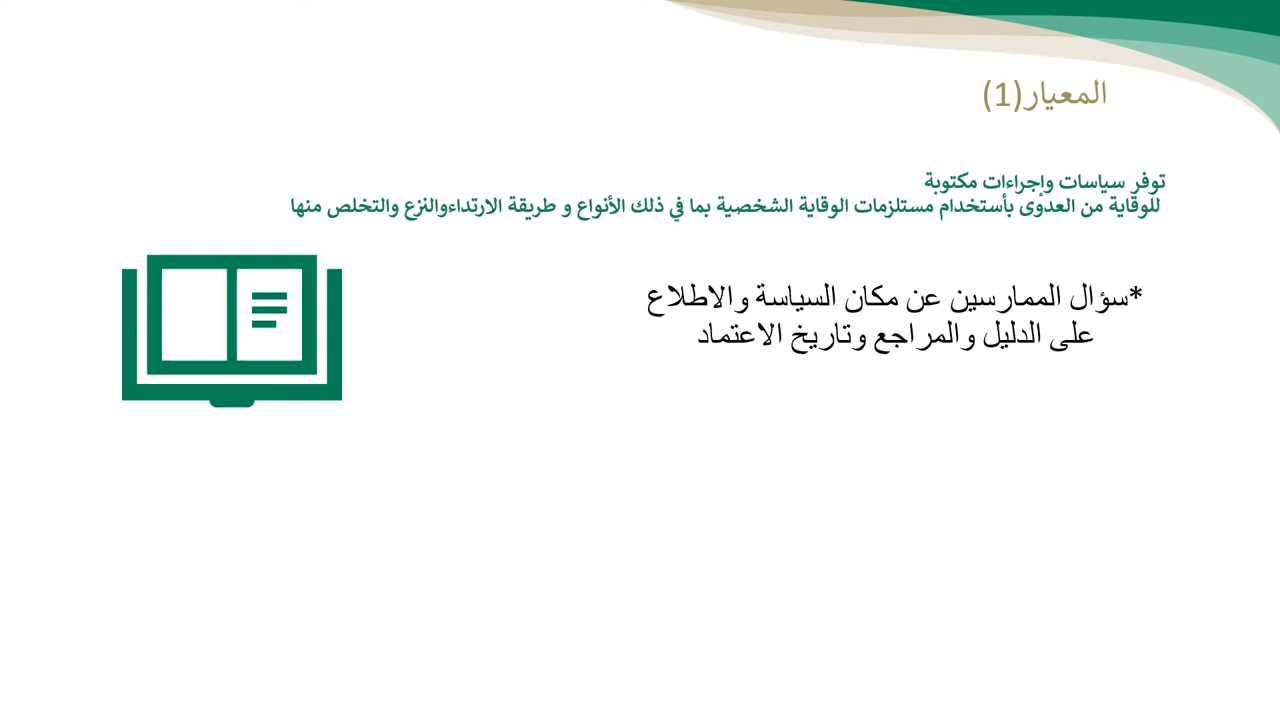 المعيار(1)
توفر سياسات وإجراءات مكتوبة
للوقاية من العدوى بأستخدام مستلزمات الوقاية الشخصية بما في ذلك الأنواع و طريقة الارتداءوالنزع والتخلص منها
*سؤال الممارسين عن مكان السياسة والاطلاع
على الدليل والمراجع وتاريخ الاعتماد